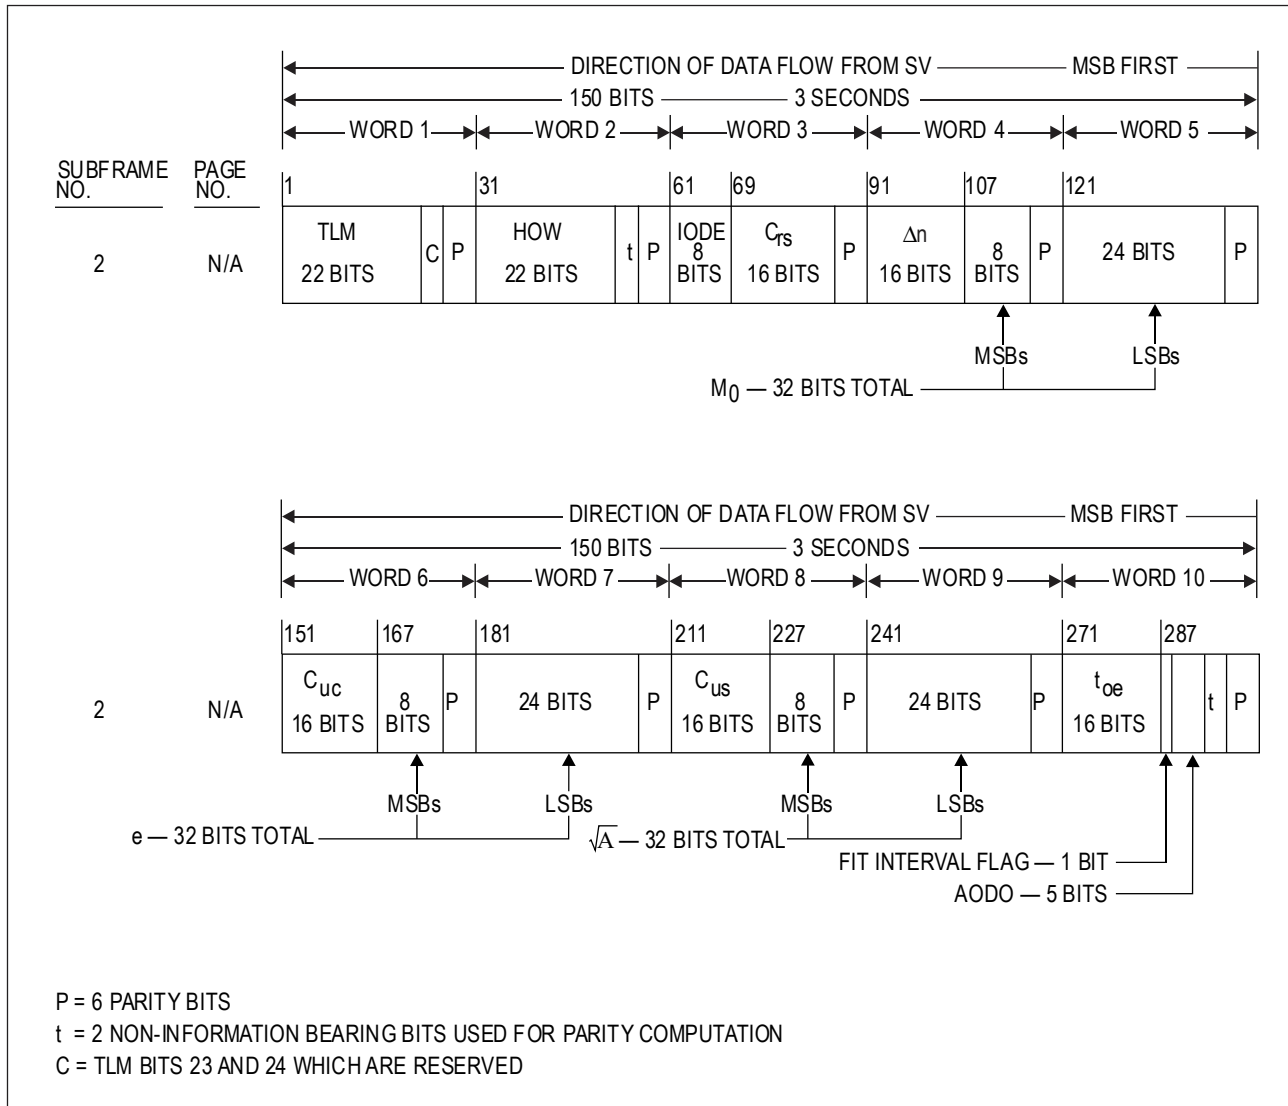 DIRECTION OF DATA FLOW FROM SV MSB FIRST
150 BITS 3 SECONDS
WORD 1 WORD 2 WORD 3 WORD 4 WORD 5
SUBFRAME NO. PAGE NO.
1 31 61 69 91 107 121
2 N/A
TLM 22 BITS C P HOW 22 BITS t P IODE 8 BITS Crs 16 BITS P Δn 16 BITS 8 BITS P 24 BITS P
MSBs LSBs
M0 — 32 BITS TOTAL
DIRECTION OF DATA FLOW FROM SV MSB FIRST
150 BITS 3 SECONDS
WORD 6 WORD 7 WORD 8 WORD 9 WORD 10
151 167 181 211 227 241 271 287
2 N/A
Cuc 16 BITS 8 BITS P 24 BITS P Cus 16 BITS 8 BITS P 24 BITS P toe 16 BITS t P
MSBs LSBs MSBs LSBs
e — 32 BITS TOTAL √A — 32 BITS TOTAL
FIT INTERVAL FLAG — 1 BIT
AODO — 5 BITS
P = 6 PARITY BITS
t = 2 NON-INFORMATION BEARING BITS USED FOR PARITY COMPUTATION
C = TLM BITS 23 AND 24 WHICH ARE RESERVED